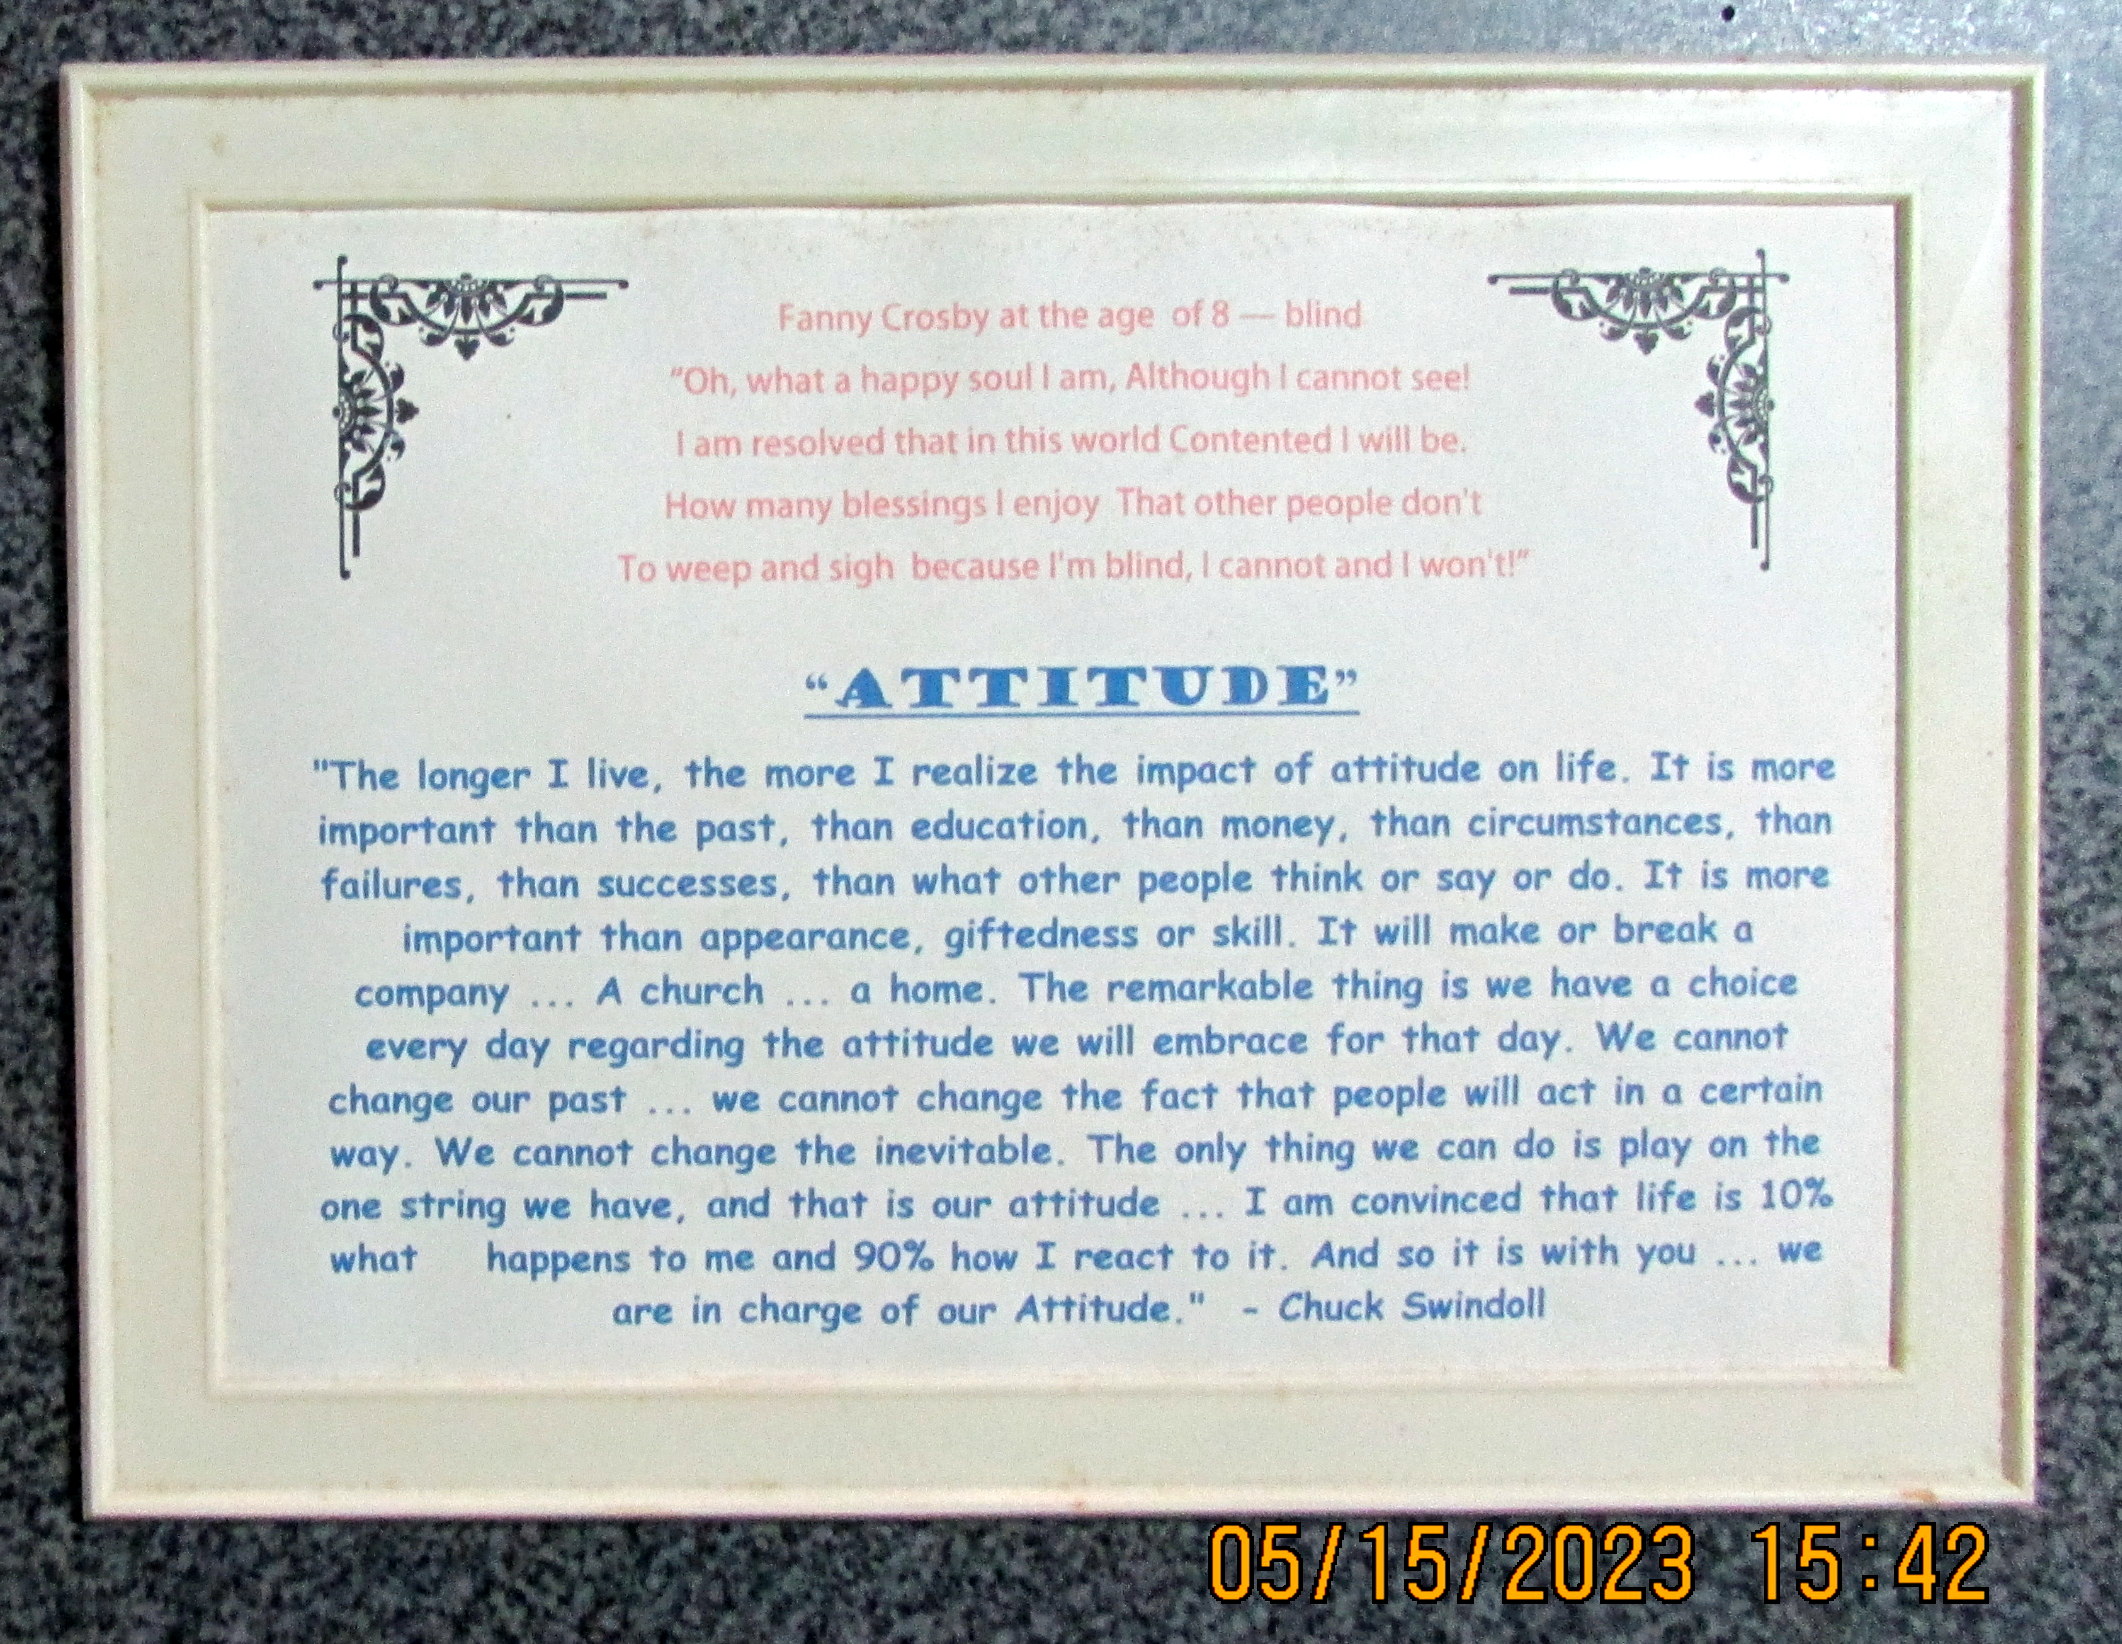 Fanny Crosby at the age of 8 — blind
“Oh, what a happy soul I am, Although I cannot see!
I am resolved that in this world Contented I will be.
How many blessings I enjoy That other people don't
To weep and sigh because I'm blind, I cannot and I won't!”
“ATTITUDE”
"The longer I live, the more I realize the impact of attitude on life. It is more
important than the past, than education, than money, than circumstances, than
failures, than successes, than what other people think or say or do. It is more
important than appearance, giftedness or skill. It will make or break a
company ... A church ... a home. The remarkable thing is we have a choice
every day regarding the attitude we will embrace for that day. We cannot
change our past ... we cannot change the fact that people will act in a certain
way. We cannot change the inevitable. The only thing we can do is play on the
one string we have, and that is our attitude ... I am convinced that life is 10%
what happens to me and 90% how I react to it. And so it is with you ... we
are in charge of our Attitude." - Chuck Swindoll
05/15/2023 15:42